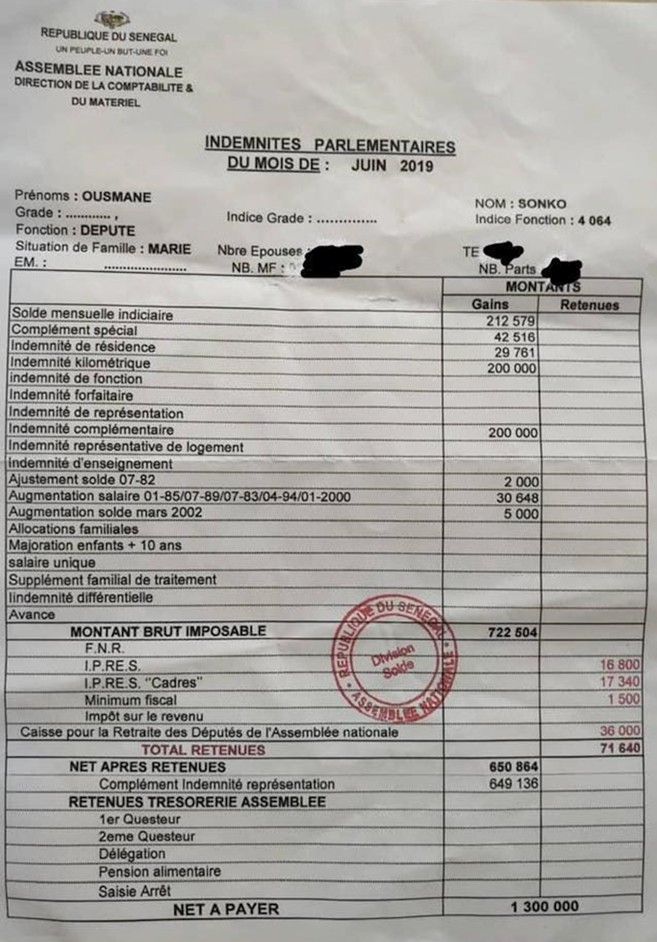 REPUBLIQUE DU SENEGAL
UN PEUPLE-UN BUT-UNE FOI
ASSEMBLEE NATIONALE
DIRECTION DE LA COMPTABILITE &
DU MATERIEL
INDEMNITES PARLEMENTAIRES
DU MOIS DE : JUIN 2019
Prénoms : OUSMANE
NOM : SONKO
Grade : ............ ,
Indice Grade : ..............
Indice Fonction : 4 064
Fonction : DEPUTE
Situation de Famille : MARIE
Nbre Epouses :
TE
EM. : ...................
NB. MF :
NB. Parts
MONTANTS
Gains Retenues
Solde mensuelle indiciaire 212 579
Complément spécial 42 516
Indemnité de résidence 29 761
Indemnité kilométrique 200 000
indemnité de fonction
Indemnité forfaitaire
Indemnité de représentation
Indemnité complémentaire 200 000
Indemnité représentative de logement
Indemnité d'enseignement
Ajustement solde 07-82 2 000
Augmentation salaire 01-85/07-89/07-83/04-94/01-2000 30 648
Augmentation solde mars 2002 5 000
Allocations familiales
Majoration enfants + 10 ans
salaire unique
Supplément familial de traitement
Iindemnité différentielle
Avance
MONTANT BRUT IMPOSABLE 722 504
F.N.R.
I.P.RE.S. 16 800
I.P.RE.S. "Cadres" 17 340
Minimum fiscal 1 500
Impôt sur le revenu
Caisse pour la Retraite des Députés de l'Assemblée nationale 36 000
TOTAL RETENUES 71 640
NET APRES RETENUES 650 864
Complément Indemnité représentation 649 136
RETENUES TRESORERIE ASSEMBLEE
1er Questeur
2eme Questeur
Délégation
Pension alimentaire
Saisie Arrêt
NET A PAYER 1 300 000
REPUBLIQUE DU SENEGAL
Division
Solde
ASSEMBLEE NATIONALE